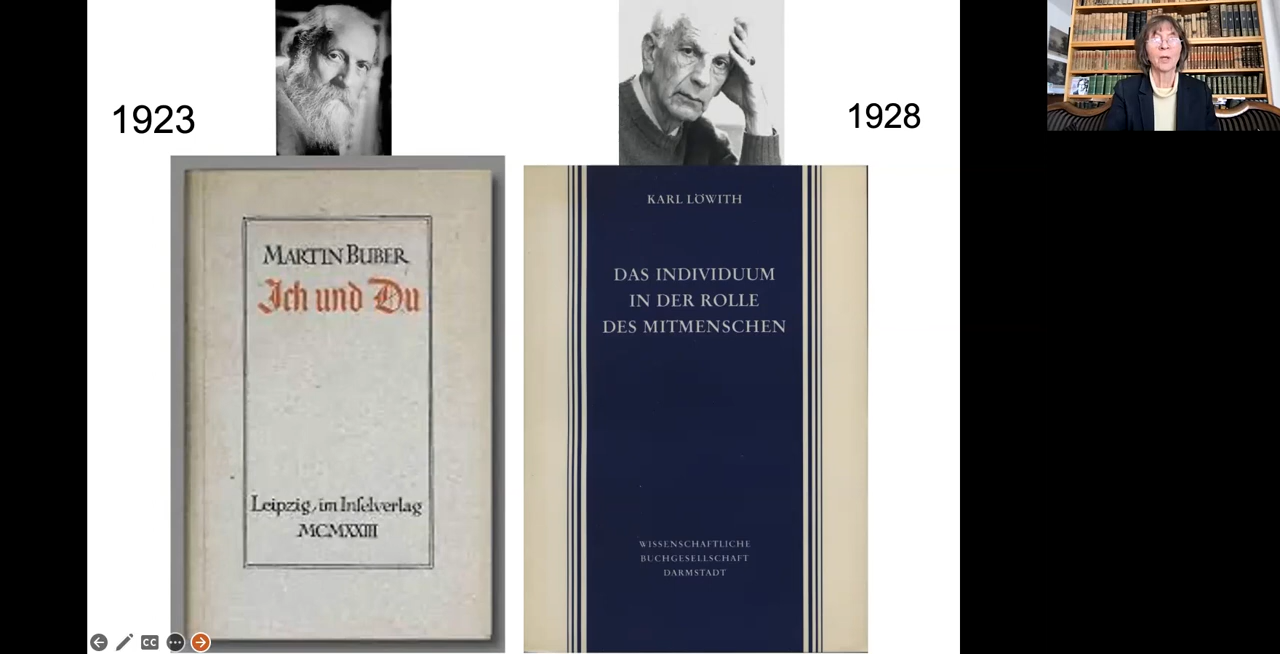 1923
1928
MARTIN BUBER
Ich und Du
Leipzig, im Inselverlag
MCMXXIII
KARL LÖWITH
DAS INDIVIDUUM
IN DER ROLLE
DES MITMENSCHEN
WISSENSCHAFTLICHE
BUCHGESELLSCHAFT
DARMSTADT
CC